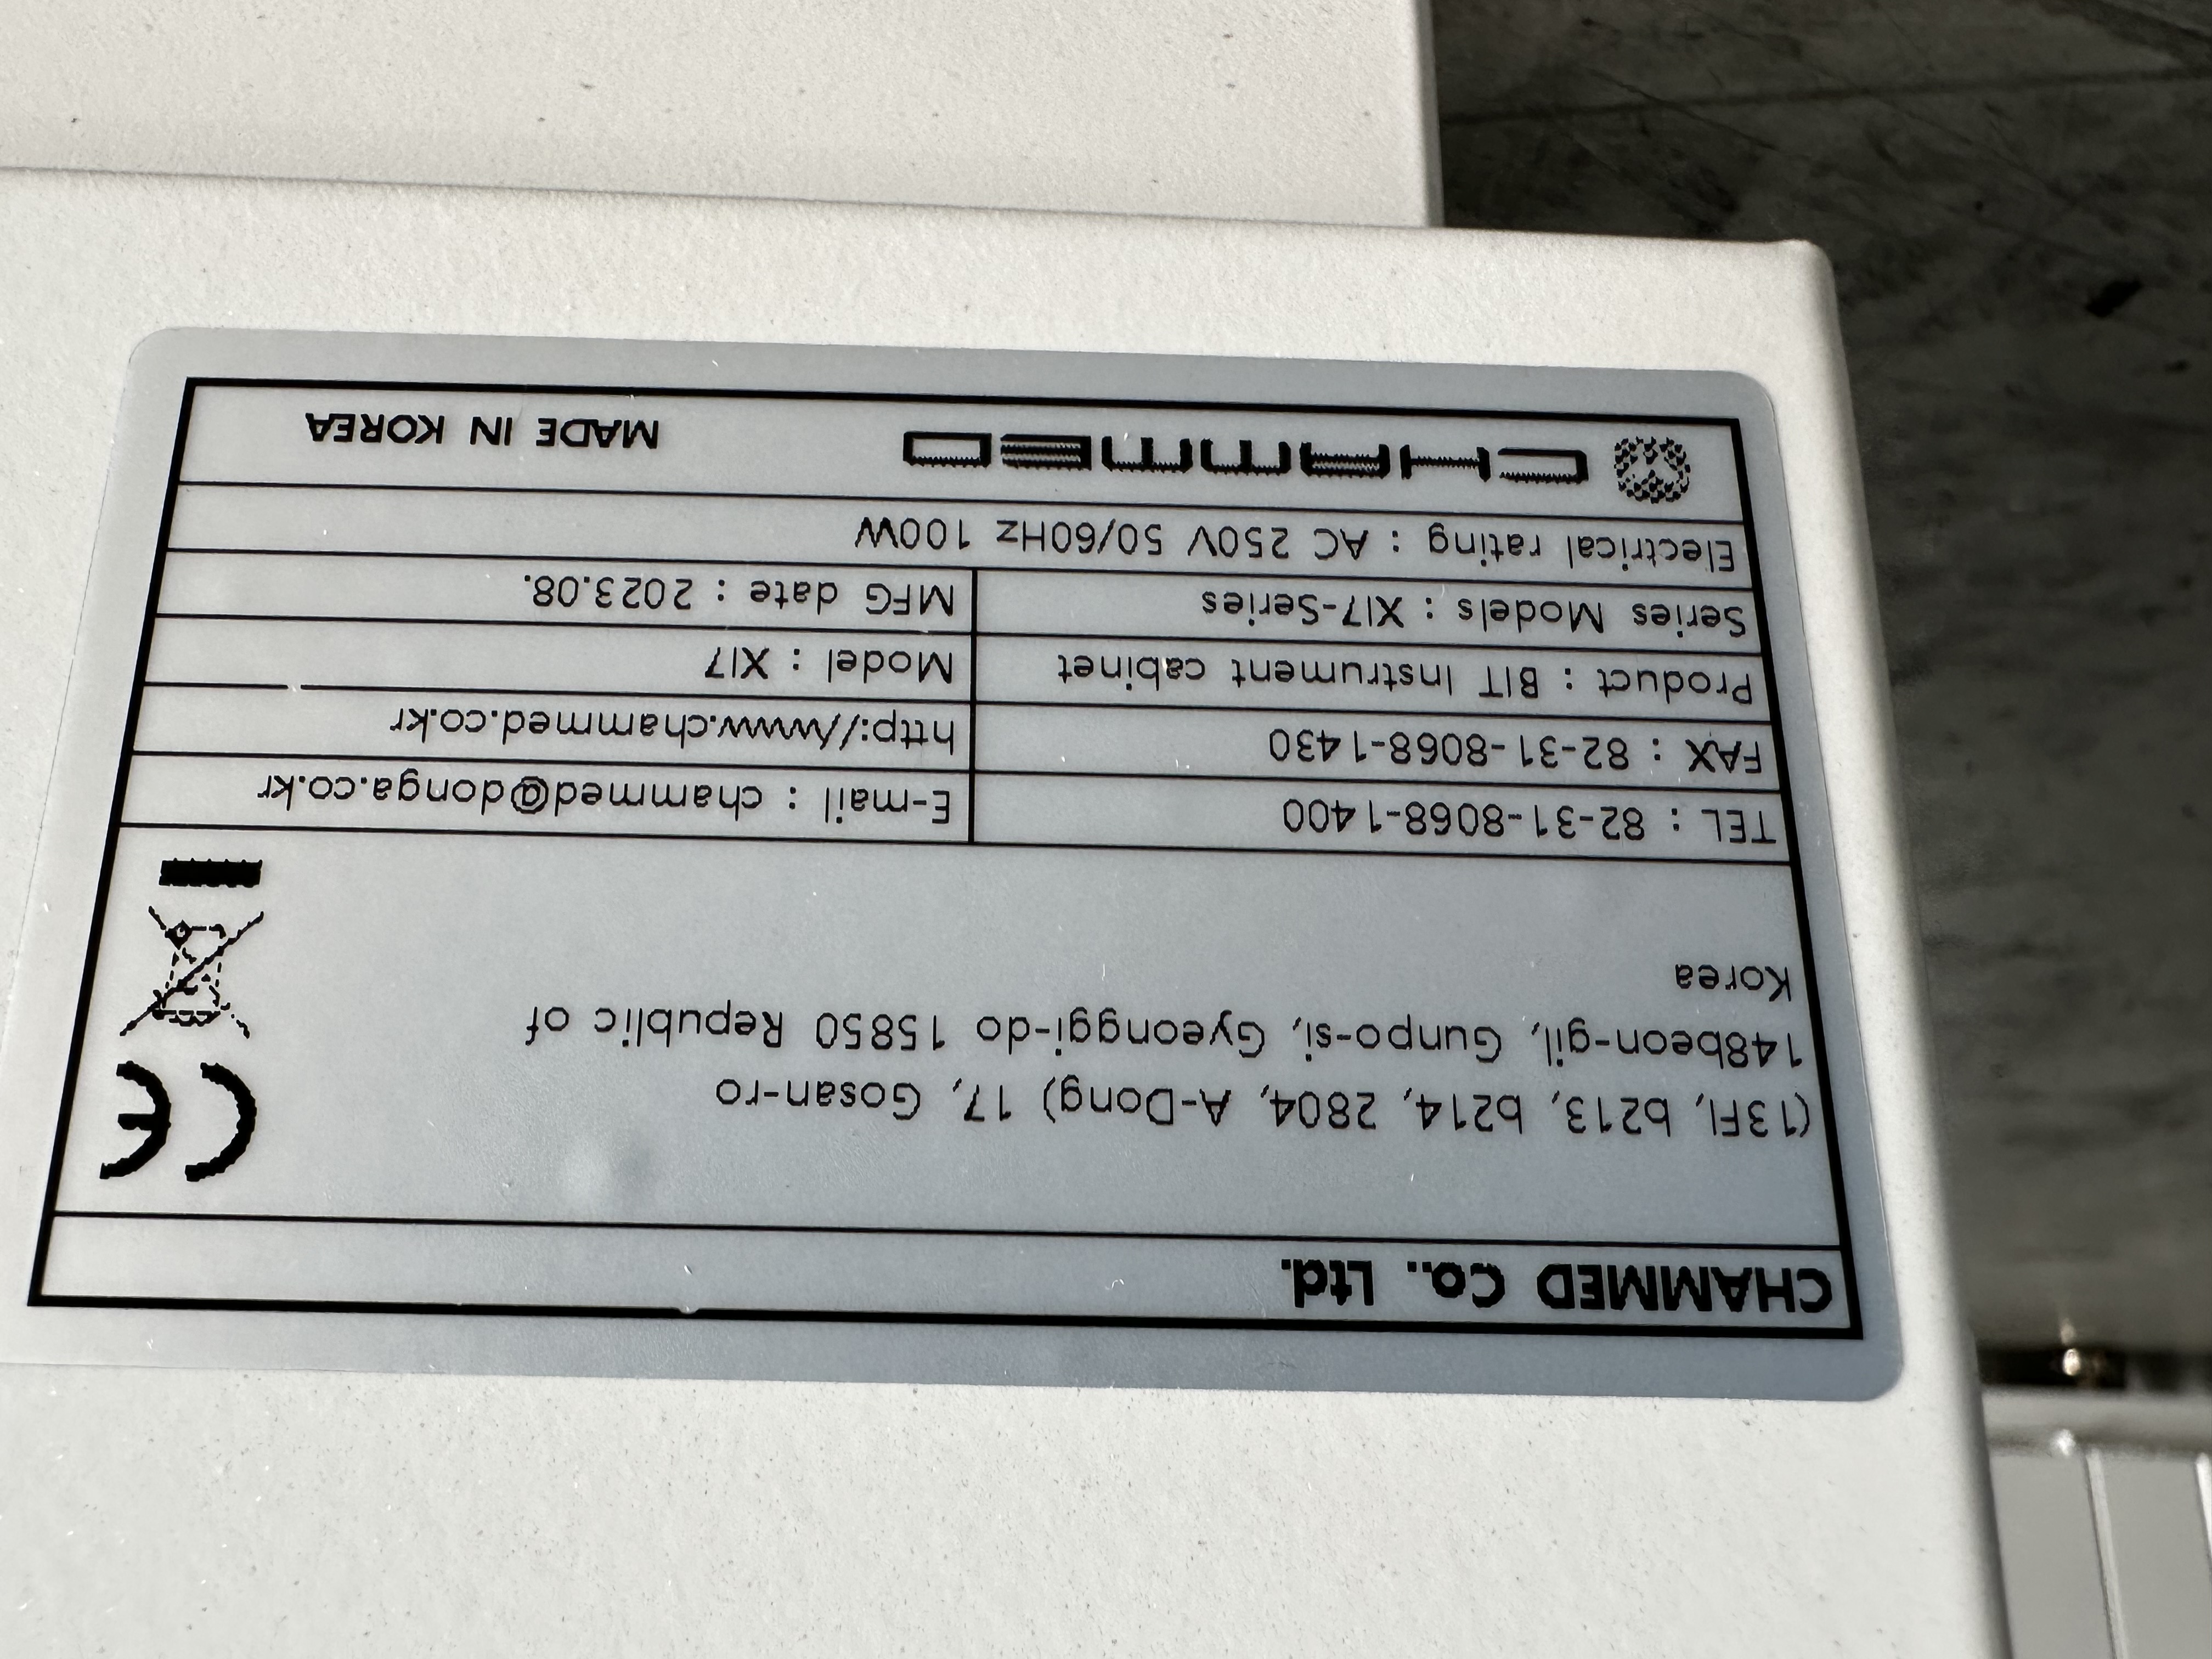 CHAMMED MADE IN KOREA
Electrical rating : AC 250V 50/60Hz 100W
Series Models : XI7-Series MFG date : 2023.08.
Product : BIT Instrument cabinet Model : XI7
FAX : 82-31-8068-1430 http://www.chammed.co.kr
TEL : 82-31-8068-1400 E-mail : chammed@donga.co.kr
(13Fl, b213, b214, 2804, A-Dong) 17, Gosan-ro
148beon-gil, Gunpo-si, Gyeonggi-do 15850 Republic of
Korea
CE
CHAMMED Co., Ltd.